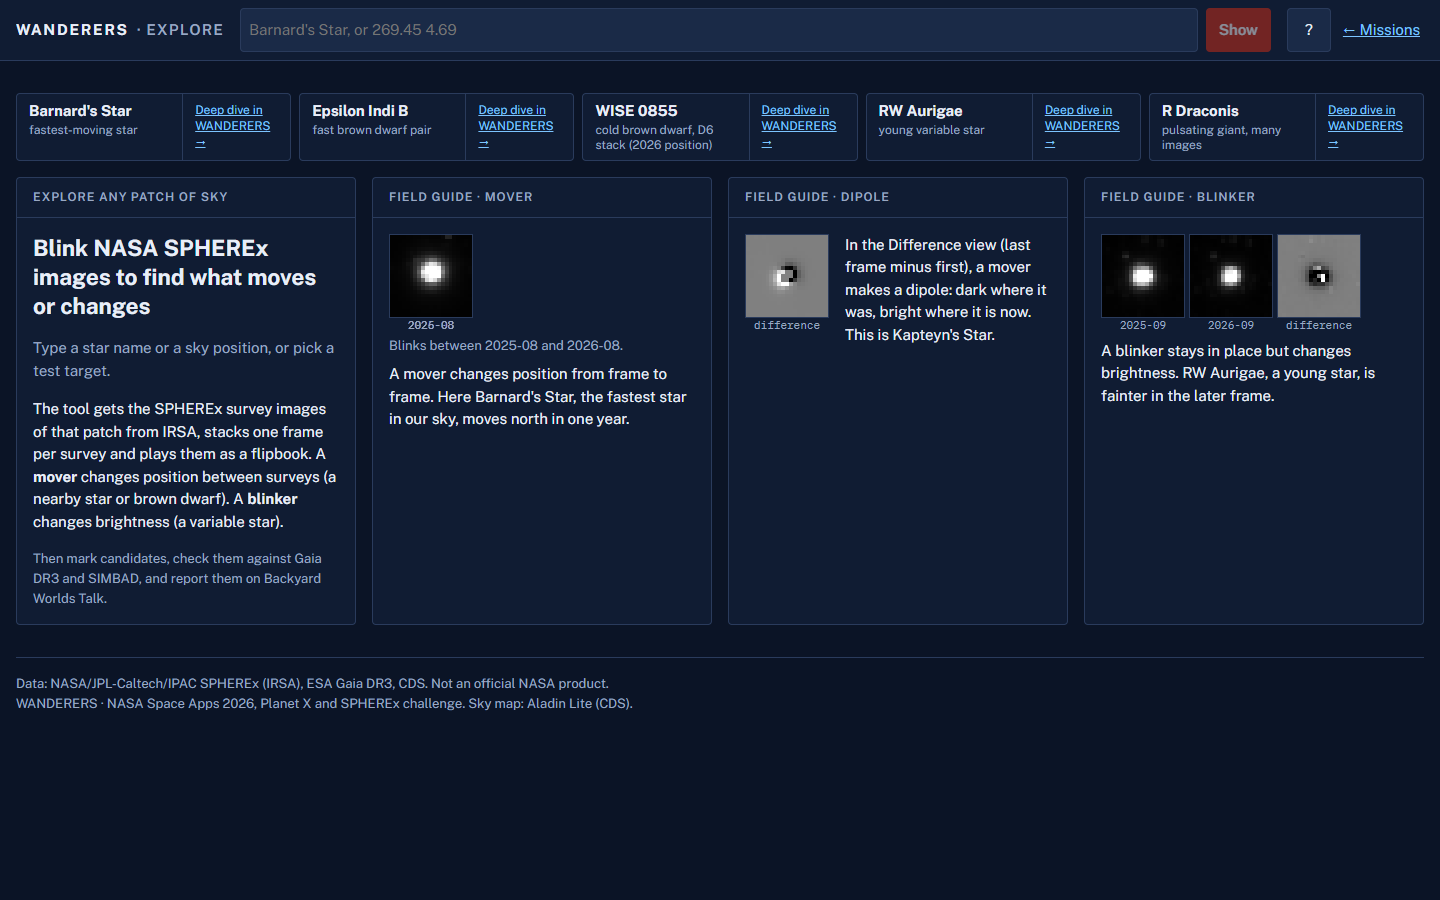 WANDERERS · EXPLORE
Barnard's Star, or 269.45 4.69
Show
?
← Missions
Barnard's Star
fastest-moving star
Deep dive in
WANDERERS
→
Epsilon Indi B
fast brown dwarf pair
Deep dive in
WANDERERS
→
WISE 0855
cold brown dwarf, D6
stack (2026 position)
Deep dive in
WANDERERS
→
RW Aurigae
young variable star
Deep dive in
WANDERERS
→
R Draconis
pulsating giant, many
images
Deep dive in
WANDERERS
→
EXPLORE ANY PATCH OF SKY
Blink NASA SPHEREx
images to find what moves
or changes
Type a star name or a sky position, or pick a
test target.
The tool gets the SPHEREx survey images
of that patch from IRSA, stacks one frame
per survey and plays them as a flipbook. A
mover changes position between surveys (a
nearby star or brown dwarf). A blinker
changes brightness (a variable star).
Then mark candidates, check them against Gaia
DR3 and SIMBAD, and report them on Backyard
Worlds Talk.
FIELD GUIDE · MOVER
2026-08
Blinks between 2025-08 and 2026-08.
A mover changes position from frame to
frame. Here Barnard's Star, the fastest star
in our sky, moves north in one year.
FIELD GUIDE · DIPOLE
difference
In the Difference view (last
frame minus first), a mover
makes a dipole: dark where it
was, bright where it is now.
This is Kapteyn's Star.
FIELD GUIDE · BLINKER
2025-09
2026-09
difference
A blinker stays in place but changes
brightness. RW Aurigae, a young star, is
fainter in the later frame.
Data: NASA/JPL-Caltech/IPAC SPHEREx (IRSA), ESA Gaia DR3, CDS. Not an official NASA product.
WANDERERS · NASA Space Apps 2026, Planet X and SPHEREx challenge. Sky map: Aladin Lite (CDS).